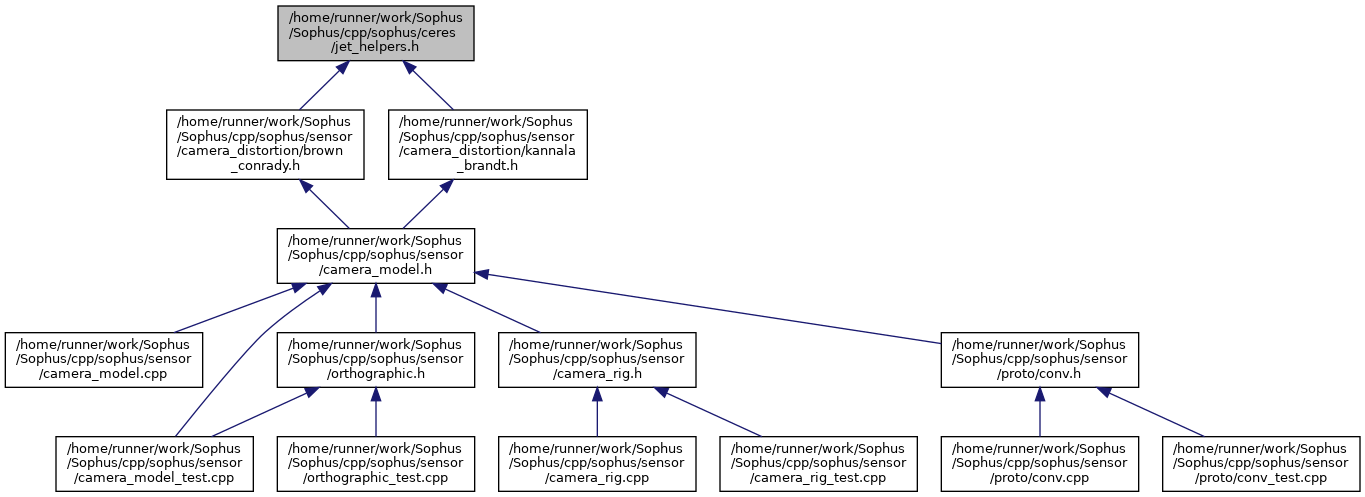 /home/runner/work/Sophus
/Sophus/cpp/sophus/ceres
/jet_helpers.h
/home/runner/work/Sophus
/Sophus/cpp/sophus/sensor
/camera_distortion/brown
_conrady.h
/home/runner/work/Sophus
/Sophus/cpp/sophus/sensor
/camera_distortion/kannala
_brandt.h
/home/runner/work/Sophus
/Sophus/cpp/sophus/sensor
/camera_model.h
/home/runner/work/Sophus
/Sophus/cpp/sophus/sensor
/camera_model.cpp
/home/runner/work/Sophus
/Sophus/cpp/sophus/sensor
/orthographic.h
/home/runner/work/Sophus
/Sophus/cpp/sophus/sensor
/camera_rig.h
/home/runner/work/Sophus
/Sophus/cpp/sophus/sensor
/proto/conv.h
/home/runner/work/Sophus
/Sophus/cpp/sophus/sensor
/camera_model_test.cpp
/home/runner/work/Sophus
/Sophus/cpp/sophus/sensor
/orthographic_test.cpp
/home/runner/work/Sophus
/Sophus/cpp/sophus/sensor
/camera_rig.cpp
/home/runner/work/Sophus
/Sophus/cpp/sophus/sensor
/camera_rig_test.cpp
/home/runner/work/Sophus
/Sophus/cpp/sophus/sensor
/proto/conv.cpp
/home/runner/work/Sophus
/Sophus/cpp/sophus/sensor
/proto/conv_test.cpp